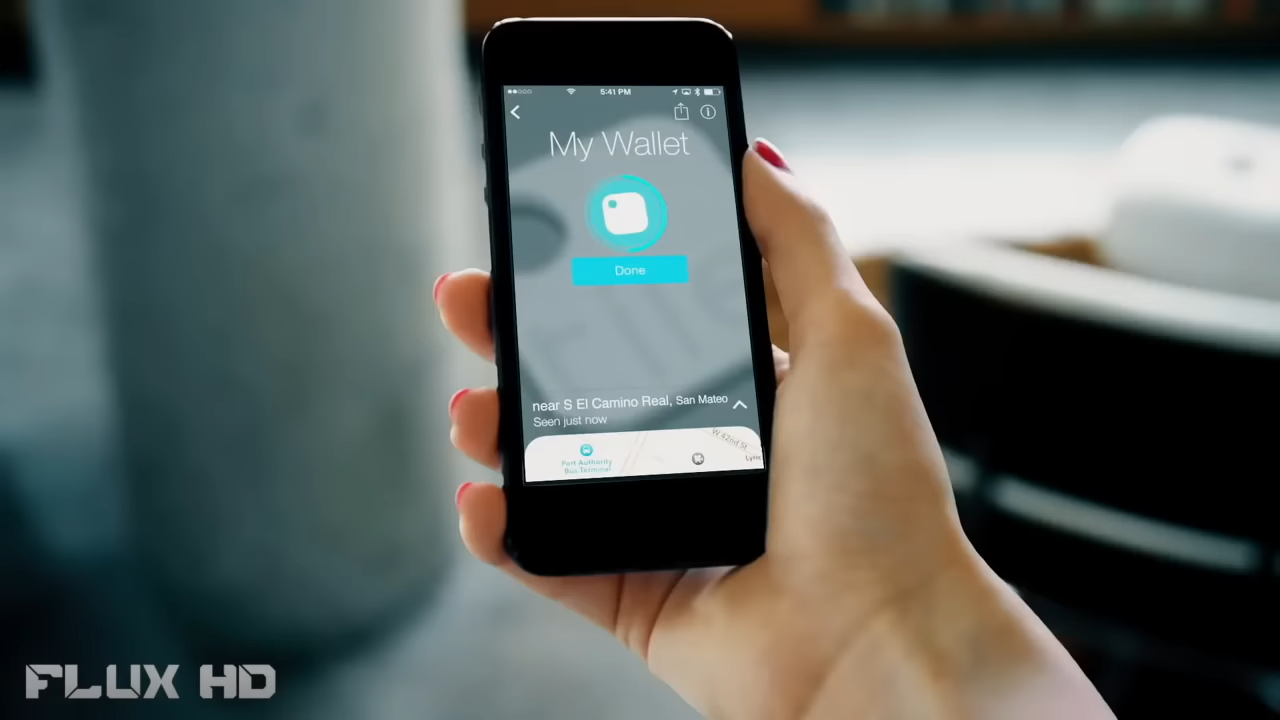 5:41 PM
My Wallet
Done
near S El Camino Real, San Mateo
Seen just now
W 42nd St
Port Authority
Bus Terminal
Lyric
FLUX HD